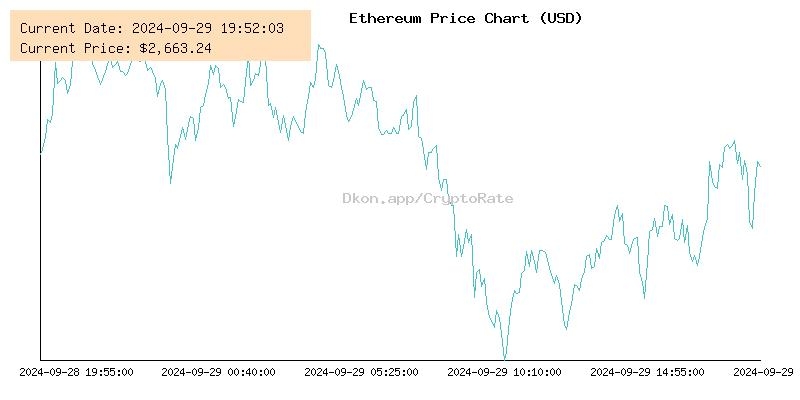 Ethereum Price Chart (USD)
Current Date: 2024-09-29 19:52:03
Current Price: $2,663.24
Dkon.app/CryptoRate
2024-09-28 19:55:00 2024-09-29 00:40:00 2024-09-29 05:25:00 2024-09-29 10:10:00 2024-09-29 14:55:00 2024-09-29